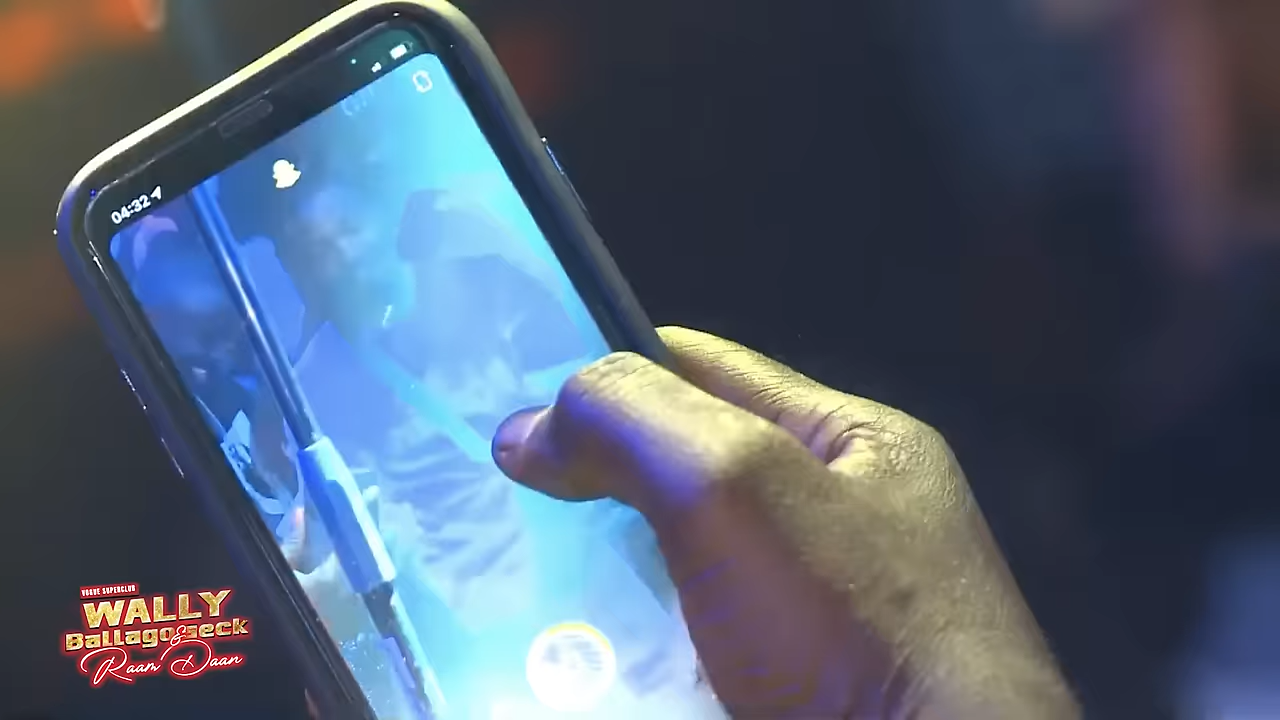 04:32
VOGUE SUPERCLUB
WALLY
Ballago & Seck
Raam Daan